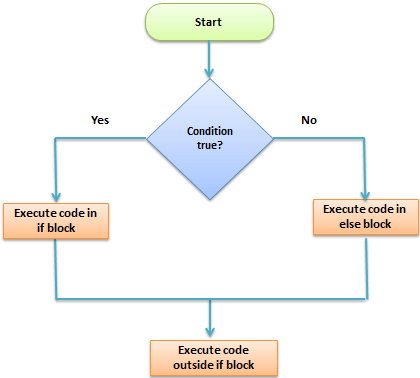 Start
Condition
true?
Yes
No
Execute code in
if block
Execute code in
else block
Execute code
outside if block